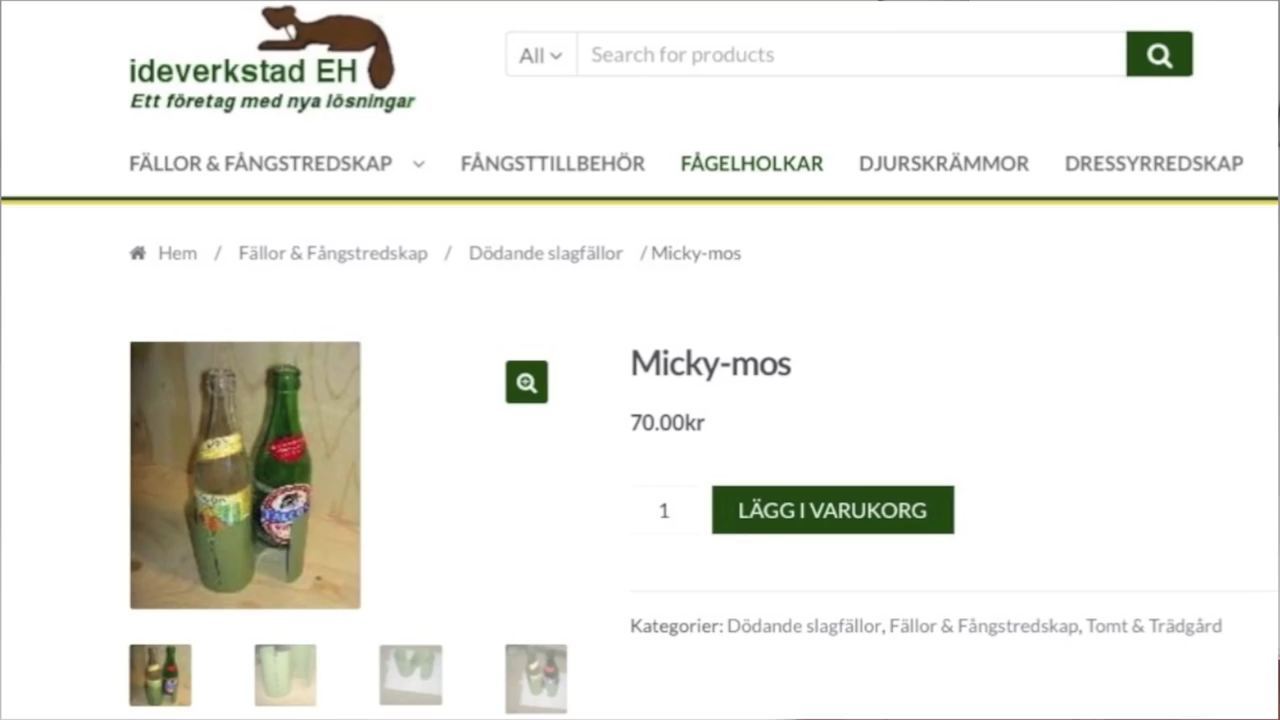 ideverkstad EH
Ett företag med nya lösningar
All
Search for products
FÄLLOR & FÅNGSTREDSKAP
FÅNGSTTILLBEHÖR
FÅGELHOLKAR
DJURSKRÄMMOR
DRESSYRREDSKAP
Hem / Fällor & Fångstredskap / Dödande slagfällor / Micky-mos
Micky-mos
70.00kr
1
LÄGG I VARUKORG
Kategorier: Dödande slagfällor, Fällor & Fångstredskap, Tomt & Trädgård